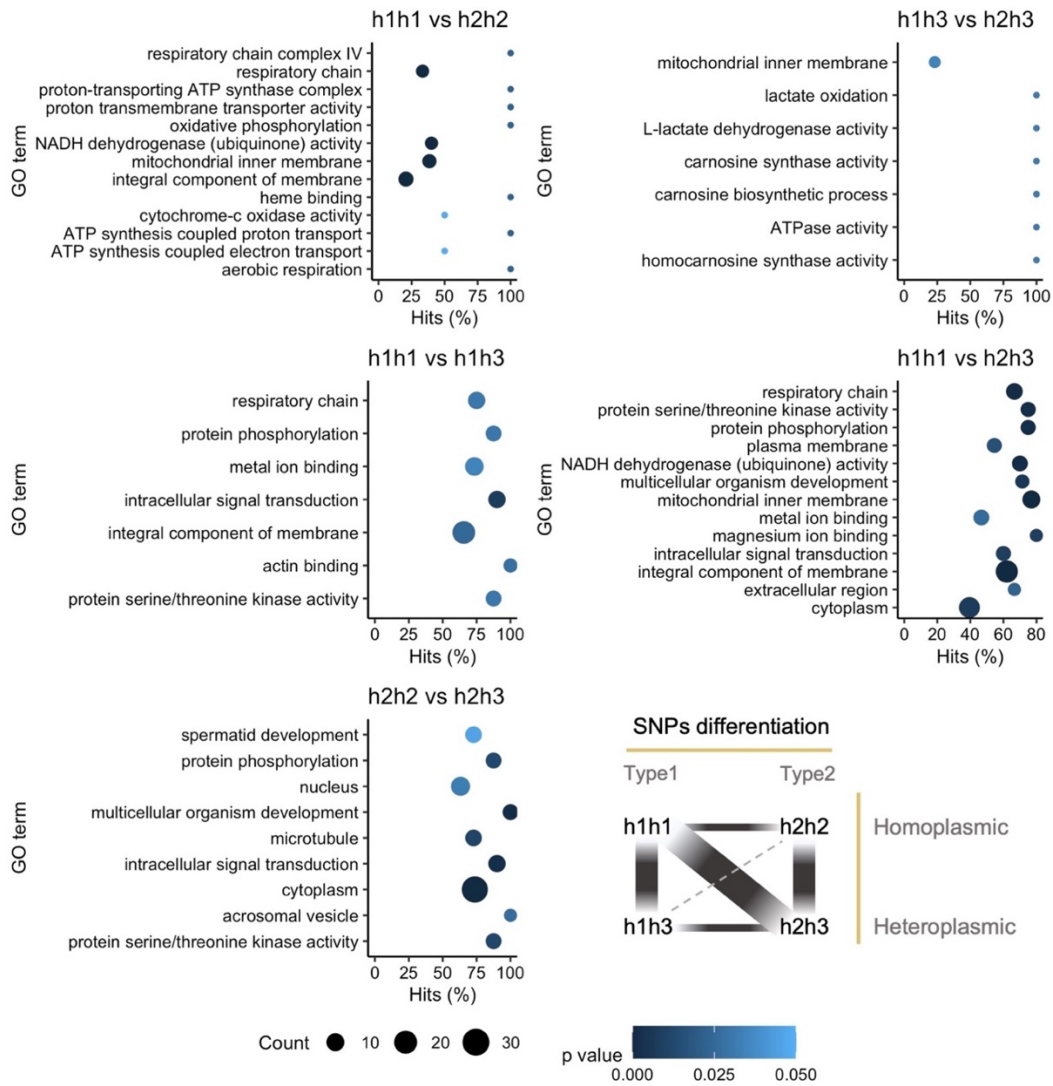 h1h1 vs h2h2
GO term
respiratory chain complex IV
respiratory chain
proton-transporting ATP synthase complex
proton transmembrane transporter activity
oxidative phosphorylation
NADH dehydrogenase (ubiquinone) activity
mitochondrial inner membrane
integral component of membrane
heme binding
cytochrome-c oxidase activity
ATP synthesis coupled proton transport
ATP synthesis coupled electron transport
aerobic respiration
0 25 50 75 100
Hits (%)
h1h3 vs h2h3
GO term
mitochondrial inner membrane
lactate oxidation
L-lactate dehydrogenase activity
carnosine synthase activity
carnosine biosynthetic process
ATPase activity
homocarnosine synthase activity
0 25 50 75 100
Hits (%)
h1h1 vs h1h3
GO term
respiratory chain
protein phosphorylation
metal ion binding
intracellular signal transduction
integral component of membrane
actin binding
protein serine/threonine kinase activity
0 25 50 75 100
Hits (%)
h1h1 vs h2h3
GO term
respiratory chain
protein serine/threonine kinase activity
protein phosphorylation
plasma membrane
NADH dehydrogenase (ubiquinone) activity
multicellular organism development
mitochondrial inner membrane
metal ion binding
magnesium ion binding
intracellular signal transduction
integral component of membrane
extracellular region
cytoplasm
0 20 40 60 80
Hits (%)
h2h2 vs h2h3
GO term
spermatid development
protein phosphorylation
nucleus
multicellular organism development
microtubule
intracellular signal transduction
cytoplasm
acrosomal vesicle
protein serine/threonine kinase activity
0 25 50 75 100
Hits (%)
SNPs differentiation
Type1 Type2
h1h1 h2h2 Homoplasmic
h1h3 h2h3 Heteroplasmic
Count 10 20 30
p value
0.000 0.025 0.050